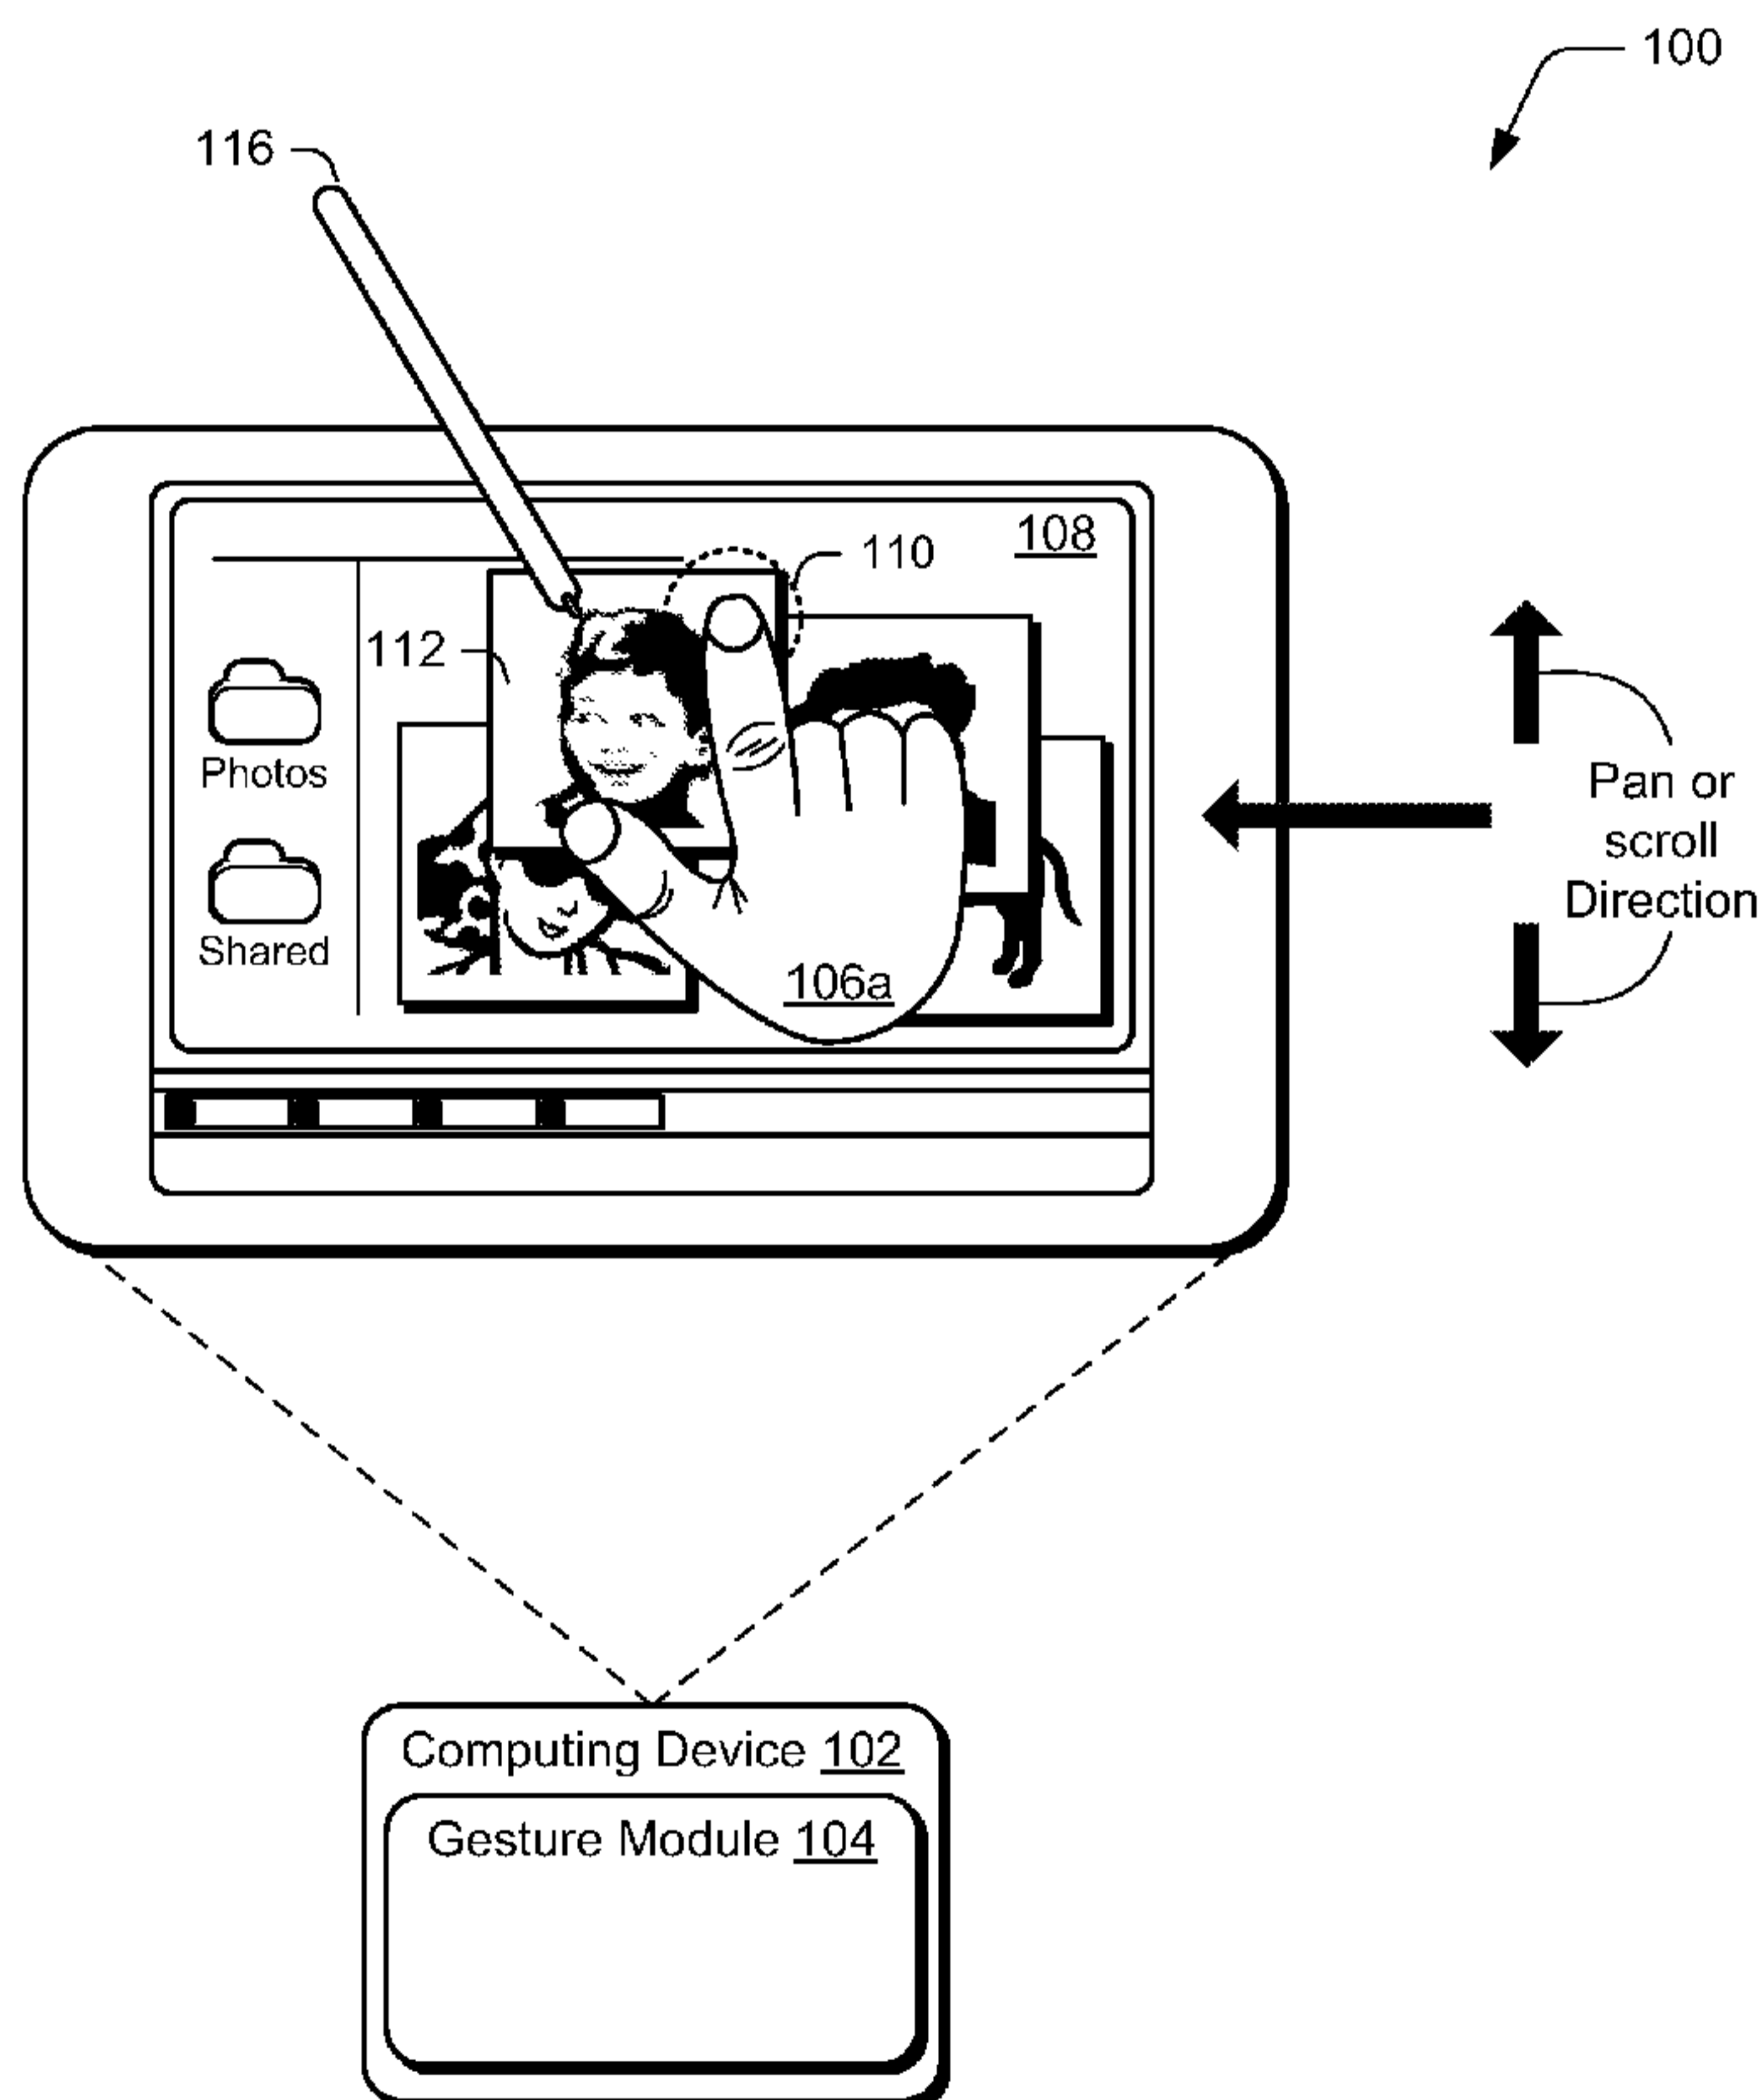 100
116
108
110
112
Photos
Pan or
scroll
Direction
Shared
106a
Computing Device 102
Gesture Module 104